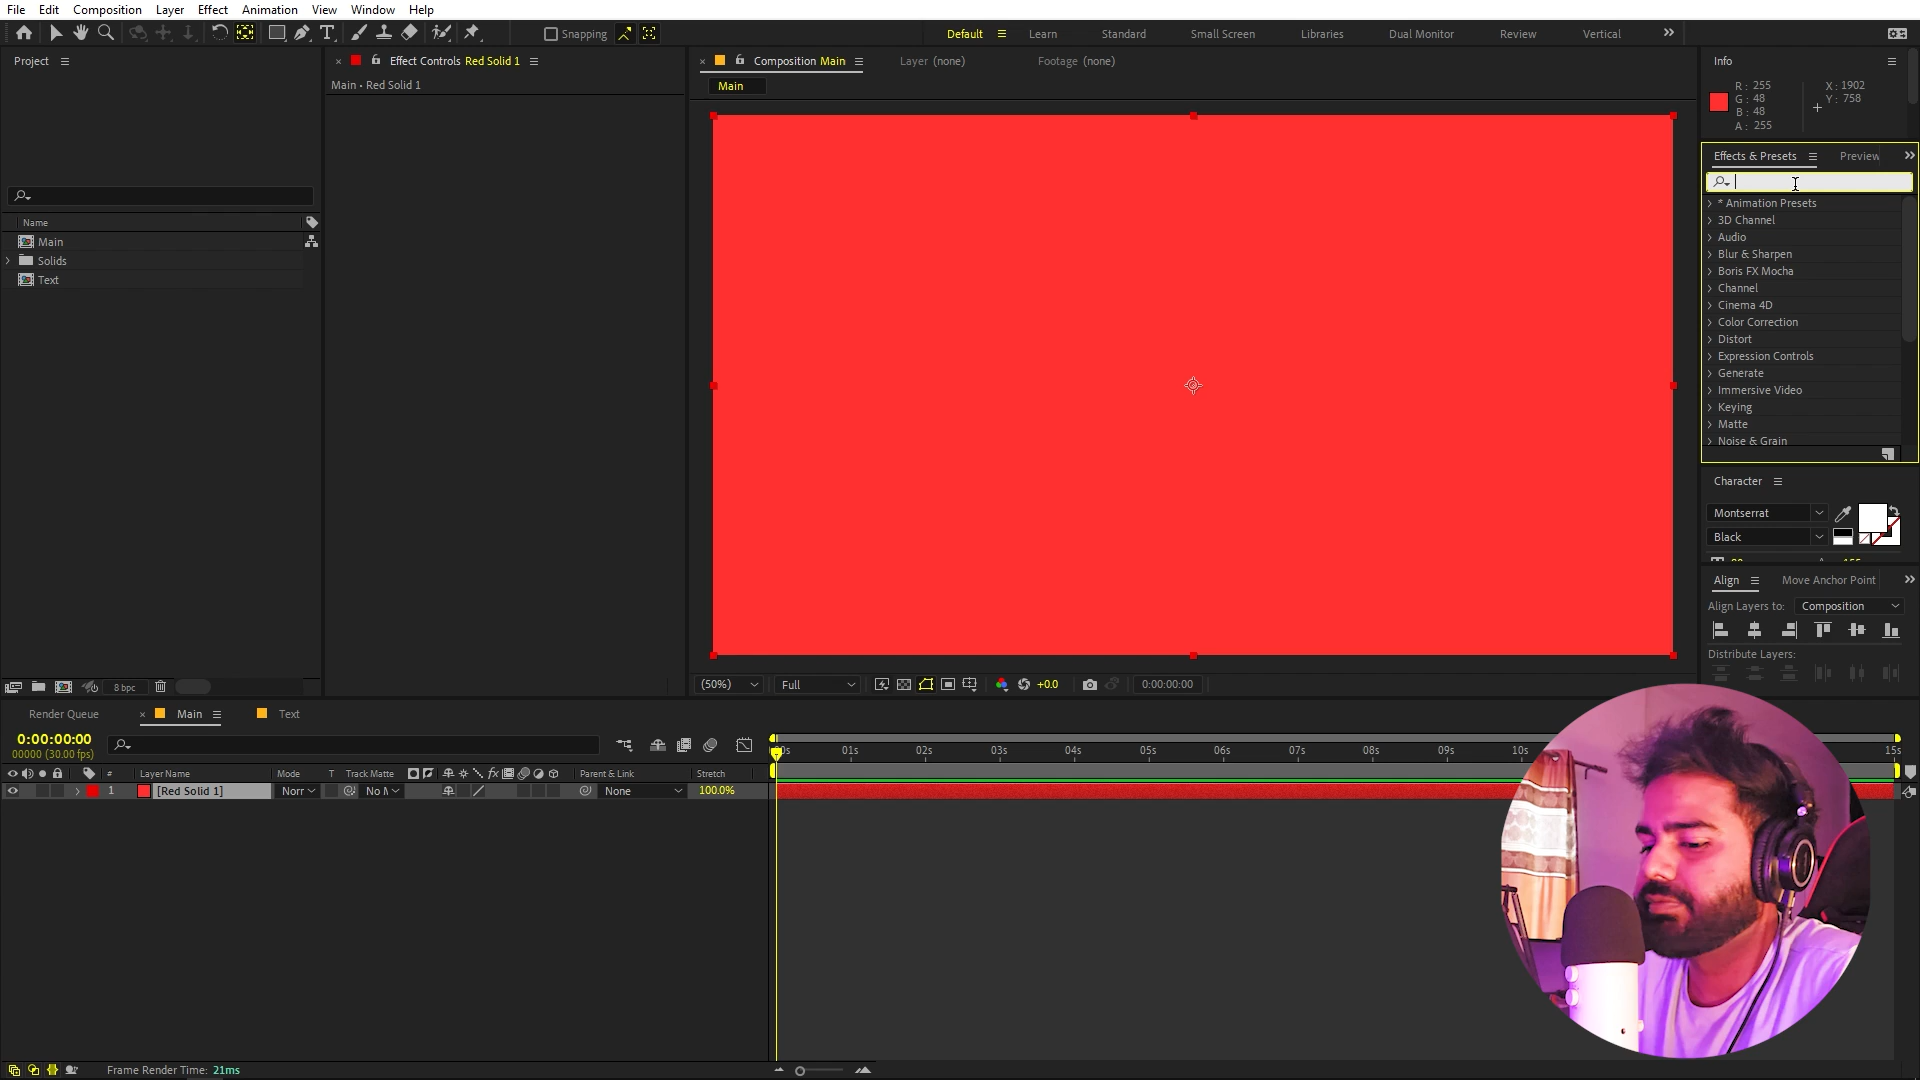 File Edit Composition Layer Effect Animation View Window Help
Snapping Default Learn Standard Small Screen Libraries Dual Monitor Review Vertical
Project
Name
Main
Solids
Text
8 bpc
Effect Controls Red Solid 1
Main • Red Solid 1
Composition Main Layer (none) Footage (none)
Main
(50%) Full +0.0 0:00:00:00
Info
R: 255 X: 1902
G: 48 Y: 758
B: 48
A: 255
Effects & Presets Preview
* Animation Presets
3D Channel
Audio
Blur & Sharpen
Boris FX Mocha
Channel
Cinema 4D
Color Correction
Distort
Expression Controls
Generate
Immersive Video
Keying
Matte
Noise & Grain
Character
Montserrat
Black
Align Move Anchor Point
Align Layers to: Composition
Distribute Layers:
Render Queue Main Text
0:00:00:00
00000 (30.00 fps)
# Layer Name Mode T Track Matte fx Parent & Link Stretch
1 [Red Solid 1] Norr No None 100.0%
01s 02s 03s 04s 05s 06s 07s 08s 09s 10s 15s
Frame Render Time: 21ms